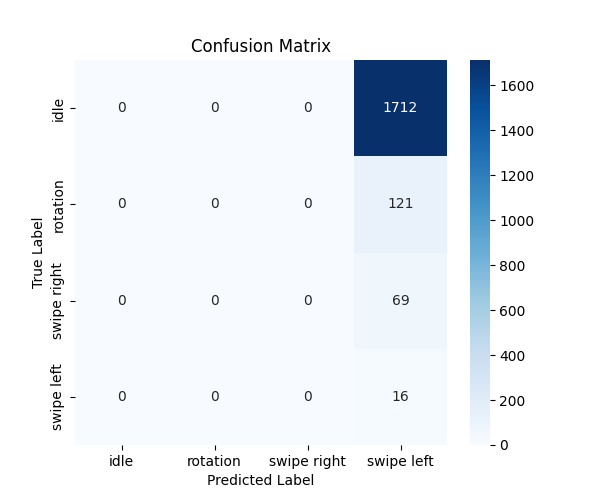 Confusion Matrix
True Label
idle 0 0 0 1712
rotation 0 0 0 121
swipe right 0 0 0 69
swipe left 0 0 0 16
idle rotation swipe right swipe left
Predicted Label
1600
1400
1200
1000
800
600
400
200
0